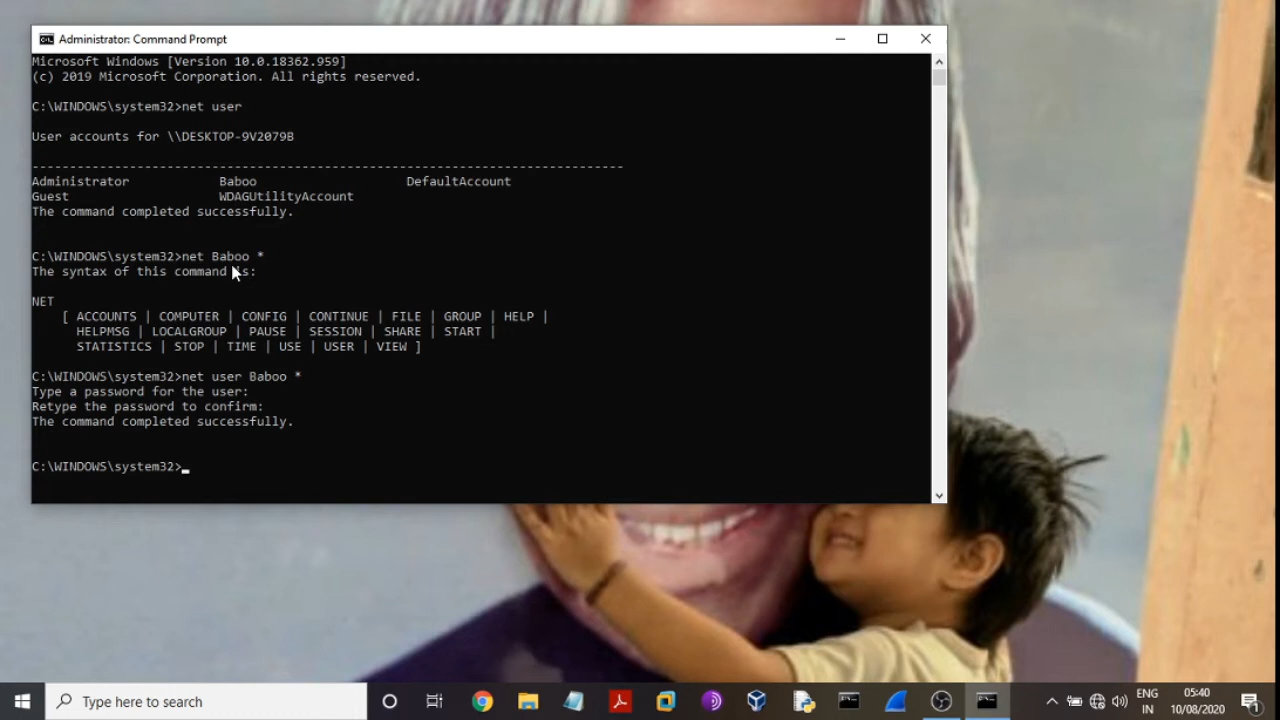 Administrator: Command Prompt
Microsoft Windows [Version 10.0.18362.959]
(c) 2019 Microsoft Corporation. All rights reserved.
C:\WINDOWS\system32>net user
User accounts for \\DESKTOP-9V2079B
-------------------------------------------------------------------------------
Administrator Baboo DefaultAccount
Guest WDAGUtilityAccount
The command completed successfully.
C:\WINDOWS\system32>net Baboo *
The syntax of this command is:
NET
[ ACCOUNTS | COMPUTER | CONFIG | CONTINUE | FILE | GROUP | HELP |
HELPMSG | LOCALGROUP | PAUSE | SESSION | SHARE | START |
STATISTICS | STOP | TIME | USE | USER | VIEW ]
C:\WINDOWS\system32>net user Baboo *
Type a password for the user:
Retype the password to confirm:
The command completed successfully.
C:\WINDOWS\system32>
Type here to search
ENG
IN
05:40
10/08/2020
1